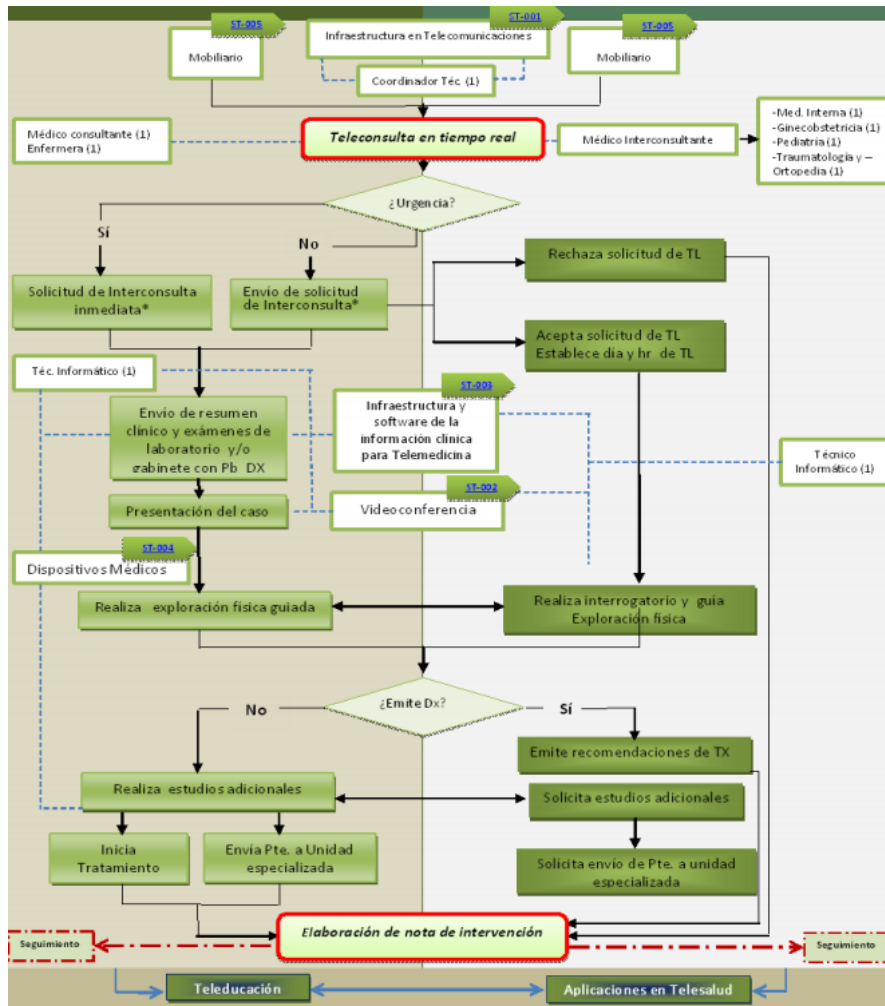 ST-005
ST-001
ST-005
Mobiliario
Infraestructura en Telecomunicaciones
Mobiliario
Coordinador Téc. (1)
Médico consultante (1)
Enfermera (1)
Teleconsulta en tiempo real
Médico Interconsultante
-Med. Interna (1)
-Ginecobstetricia (1)
-Pediatría (1)
-Traumatología y –
Ortopedia (1)
¿Urgencia?
Sí
No
Rechaza solicitud de TL
Solicitud de Interconsulta
inmediata*
Envío de solicitud
de Interconsulta*
Acepta solicitud de TL
Establece día y hr de TL
Téc. Informático (1)
ST-003
Infraestructura y
software de la
información clínica
para Telemedicina
Envío de resumen
clínico y exámenes de
laboratorio y/o
gabinete con Pb DX
Técnico
Informático (1)
ST-002
Videoconferencia
Presentación del caso
ST-004
Dispositivos Médicos
Realiza exploración física guiada
Realiza interrogatorio y guía
Exploración física
¿Emite Dx?
No
Sí
Emite recomendaciones de TX
Realiza estudios adicionales
Solicita estudios adicionales
Inicia
Tratamiento
Envía Pte. a Unidad
especializada
Solicita envío de Pte. a unidad
especializada
Elaboración de nota de intervención
Seguimiento
Seguimiento
Teleducación
Aplicaciones en Telesalud